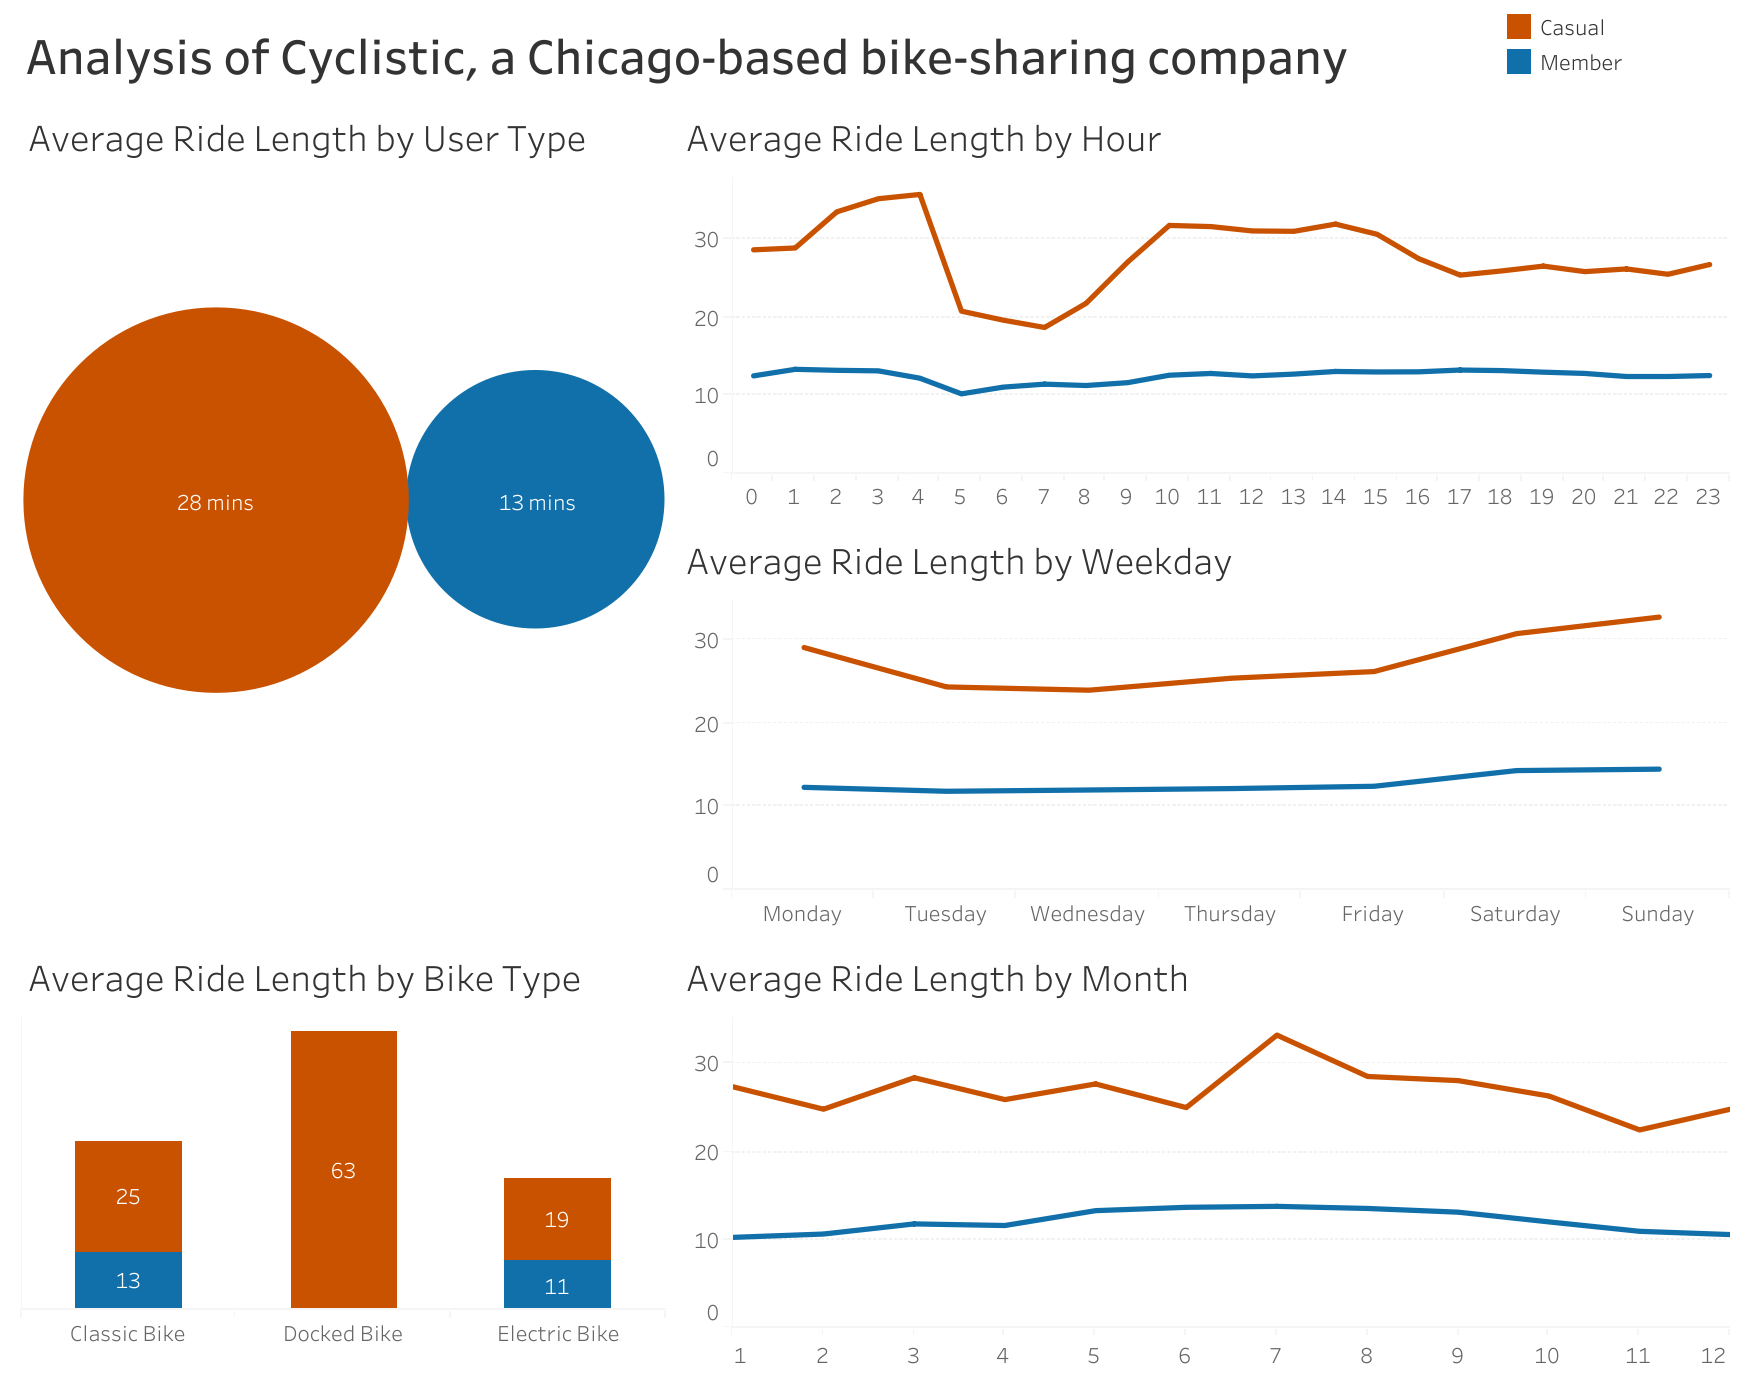 Analysis of Cyclistic, a Chicago-based bike-sharing company
Casual
Member
Average Ride Length by User Type
28 mins
13 mins
Average Ride Length by Hour
30
20
10
0
0 1 2 3 4 5 6 7 8 9 10 11 12 13 14 15 16 17 18 19 20 21 22 23
Average Ride Length by Weekday
30
20
10
0
Monday Tuesday Wednesday Thursday Friday Saturday Sunday
Average Ride Length by Bike Type
63
25
19
13
11
Classic Bike Docked Bike Electric Bike
Average Ride Length by Month
30
20
10
0
1 2 3 4 5 6 7 8 9 10 11 12